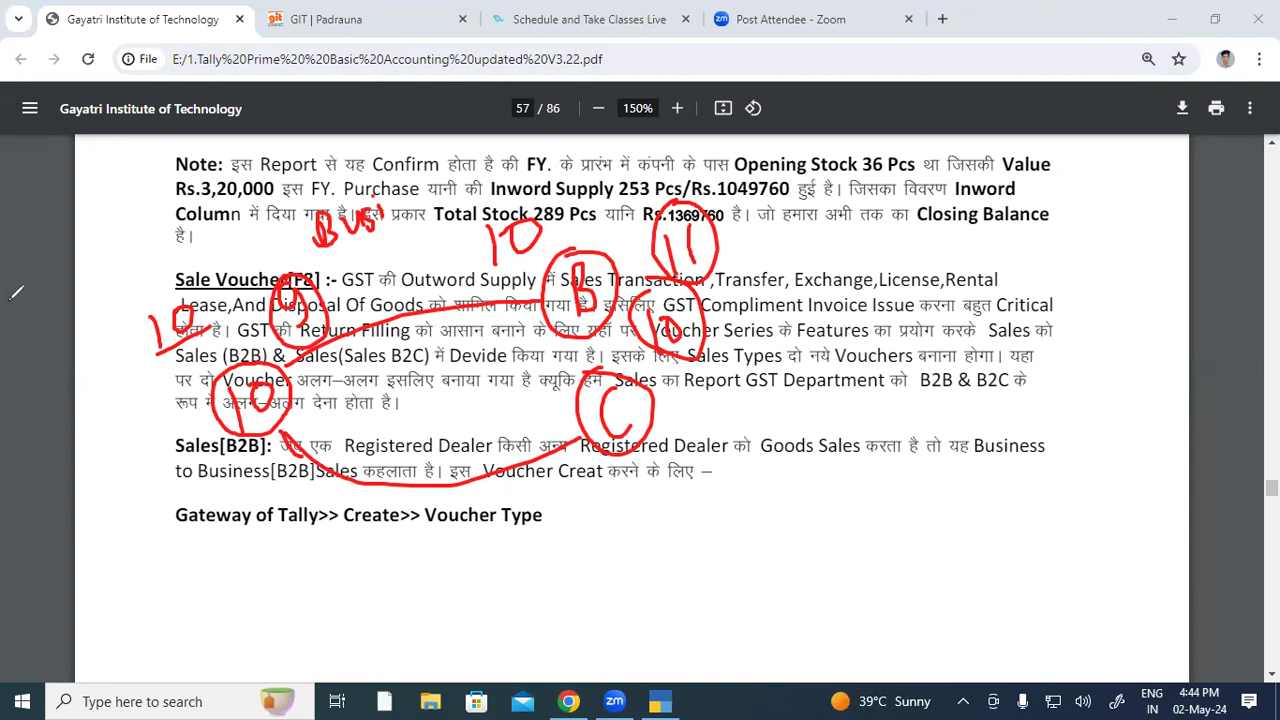 Gayatri Institute of Technology
GIT | Padrauna
Schedule and Take Classes Live
Post Attendee - Zoom
File
E:/1.Tally%20Prime%20%20Basic%20Accounting%20updated%20V3.22.pdf
Gayatri Institute of Technology
57 / 86
150%
Note: इस Report से यह Confirm होता है की FY. के प्रारंभ में कंपनी के पास Opening Stock 36 Pcs था जिसकी Value
Rs.3,20,000 इस FY. Purchase यानी की Inword Supply 253 Pcs/Rs.1049760 हुई है। जिसका विवरण Inword
Column में दिया गया है। इसे प्रकार Total Stock 289 Pcs यानि Rs.1369760 है। जो हमारा अभी तक का Closing Balance
है।
Busi
10
11
Sale Voucher[F8] :- GST की Outword Supply में Sales Transaction ,Transfer, Exchange,License,Rental
B
Lease,And Disposal Of Goods को शामिल किया गया है। इसिलिए GST Compliment Invoice Issue करना बहुत Critical
10
10
होता है। GST की Return Filling को आसान बनाने के लिए यहाँ पर Voucher Series के Features का प्रयोग करके Sales को
Sales (B2B) & Sales(Sales B2C) में Devide किया गया है। इसके लिए Sales Types दो नये Vouchers बनाना होगा। यहा
पर दो Voucher अलग–अलग इसलिए बनाया गया है क्यूकि हमे Sales का Report GST Department को B2B & B2C के
10
C
रूप में अलग–अलग देना होता है।
Sales[B2B]: जब एक Registered Dealer किसी अन्य Registered Dealer को Goods Sales करता है तो यह Business
to Business[B2B]Sales कहलाता है। इस Voucher Creat करने के लिए –
Gateway of Tally>> Create>> Voucher Type
Type here to search
39°C Sunny
ENG
IN
4:44 PM
02-May-24